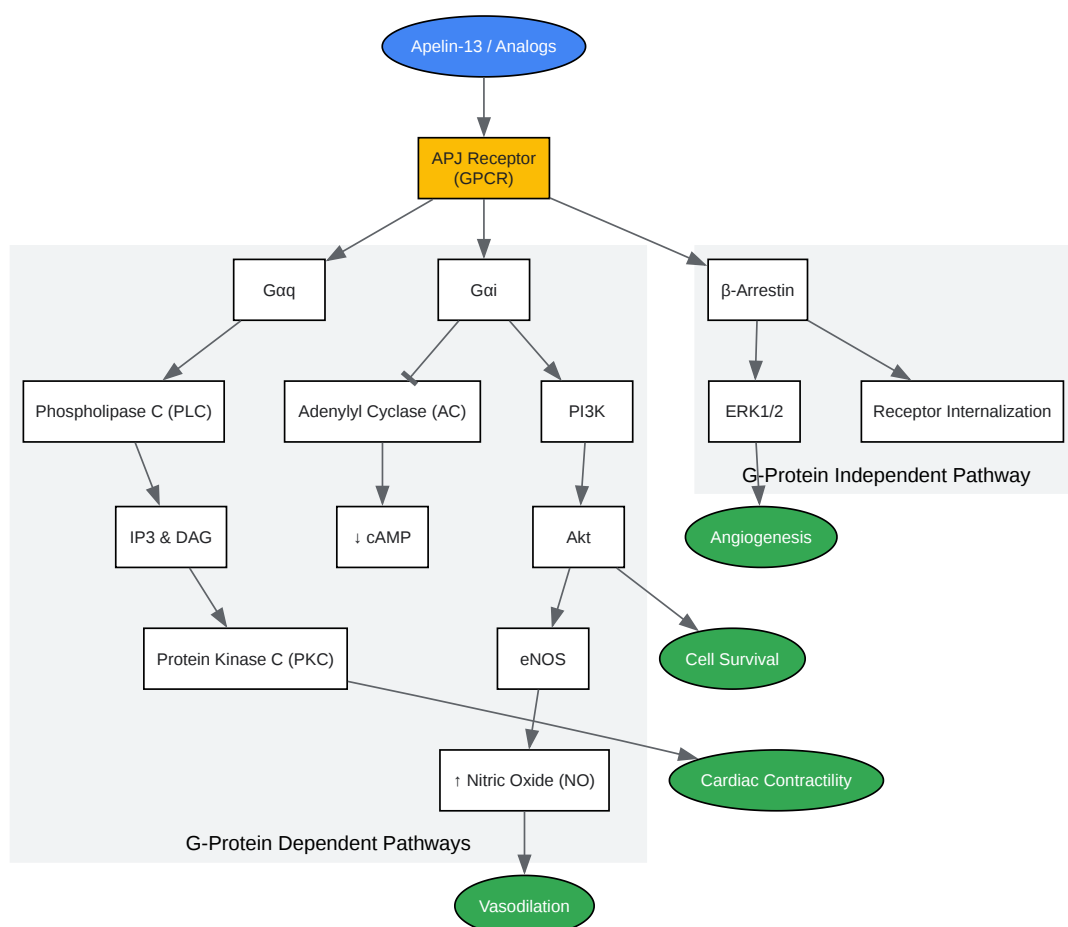 Apelin-13 / Analogs
APJ Receptor
(GPCR)
Gαq
Gαi
β-Arrestin
Phospholipase C (PLC)
Adenylyl Cyclase (AC)
PI3K
ERK1/2
Receptor Internalization
G-Protein Independent Pathway
IP3 & DAG
↓ cAMP
Akt
Angiogenesis
Protein Kinase C (PKC)
eNOS
Cell Survival
↑ Nitric Oxide (NO)
Cardiac Contractility
G-Protein Dependent Pathways
Vasodilation